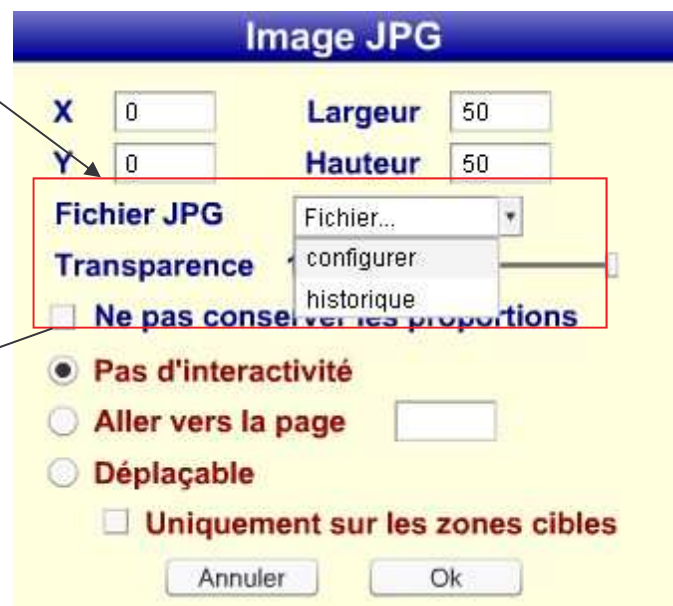 Image JPG
X 0 Largeur 50
Y 0 Hauteur 50
Fichier JPG Fichier...
Transparence configurer
historique
Ne pas conserver les proportions
Pas d'interactivité
Aller vers la page
Déplaçable
Uniquement sur les zones cibles
Annuler Ok